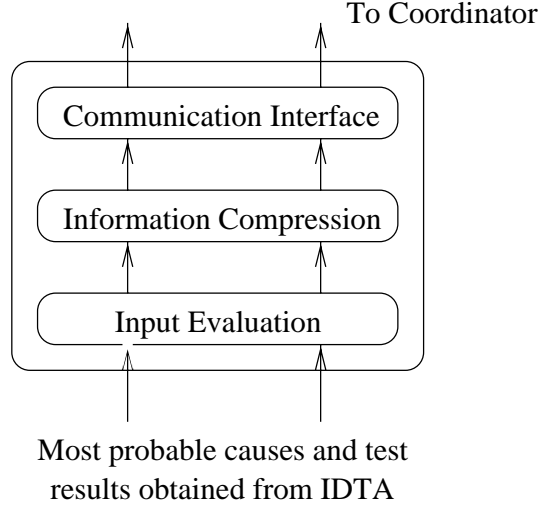 To Coordinator
Communication Interface
Information Compression
Input Evaluation
Most probable causes and test
results obtained from IDTA